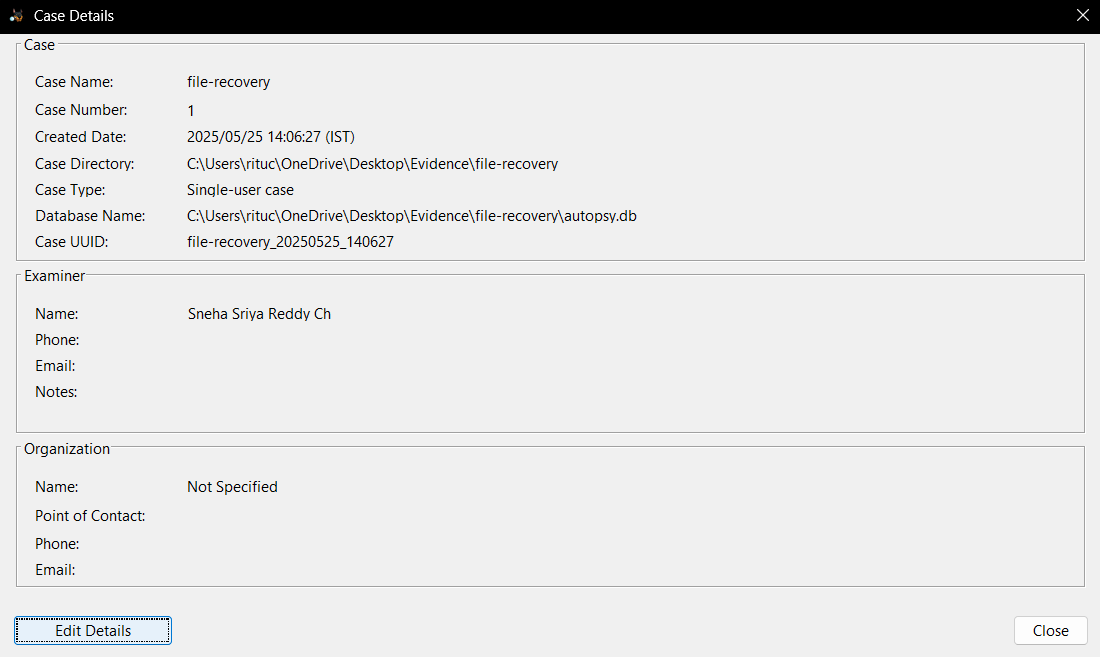 Case Details
Case
Case Name: file-recovery
Case Number: 1
Created Date: 2025/05/25 14:06:27 (IST)
Case Directory: C:\Users\rituc\OneDrive\Desktop\Evidence\file-recovery
Case Type: Single-user case
Database Name: C:\Users\rituc\OneDrive\Desktop\Evidence\file-recovery\autopsy.db
Case UUID: file-recovery_20250525_140627
Examiner
Name: Sneha Sriya Reddy Ch
Phone:
Email:
Notes:
Organization
Name: Not Specified
Point of Contact:
Phone:
Email:
Edit Details Close